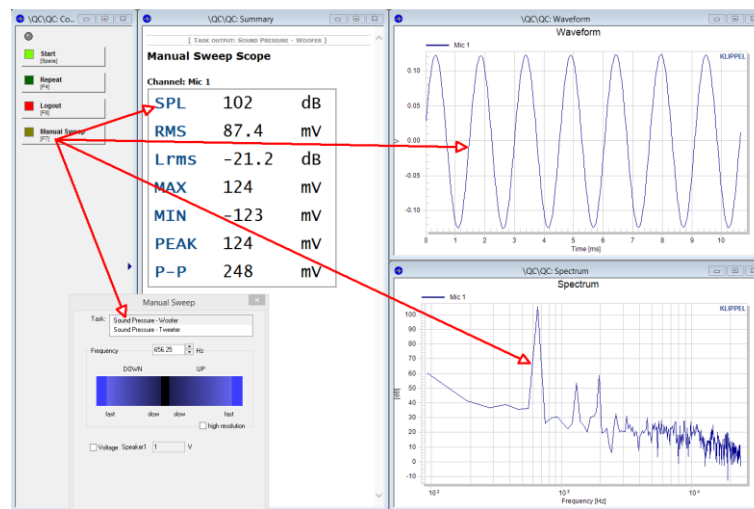 \QC\QC: Co...
Start
[Space]
Repeat
[F4]
Logout
[F8]
Manual Sweep
[F7]
\QC\QC: Summary
[ Task output: Sound Pressure - Woofer ]
Manual Sweep Scope
Channel: Mic 1
SPL 102 dB
RMS 87.4 mV
Lrms -21.2 dB
MAX 124 mV
MIN -123 mV
PEAK 124 mV
P-P 248 mV
Manual Sweep
Task: Sound Pressure - Woofer
Sound Pressure - Tweeter
Frequency 656.25 Hz
DOWN UP
fast slow slow fast
high resolution
Voltage Speaker1 1 V
\QC\QC: Waveform
Waveform
Mic 1
KLIPPEL
0.10
0.05
0.00
-0.05
-0.10
V
0 1 2 3 4 5 6 7 8 9 10
Time [ms]
\QC\QC: Spectrum
Spectrum
Mic 1
KLIPPEL
100
90
80
70
60
50
40
30
20
10
0
-10
[dB]
10² 10³ 10⁴
Frequency [Hz]